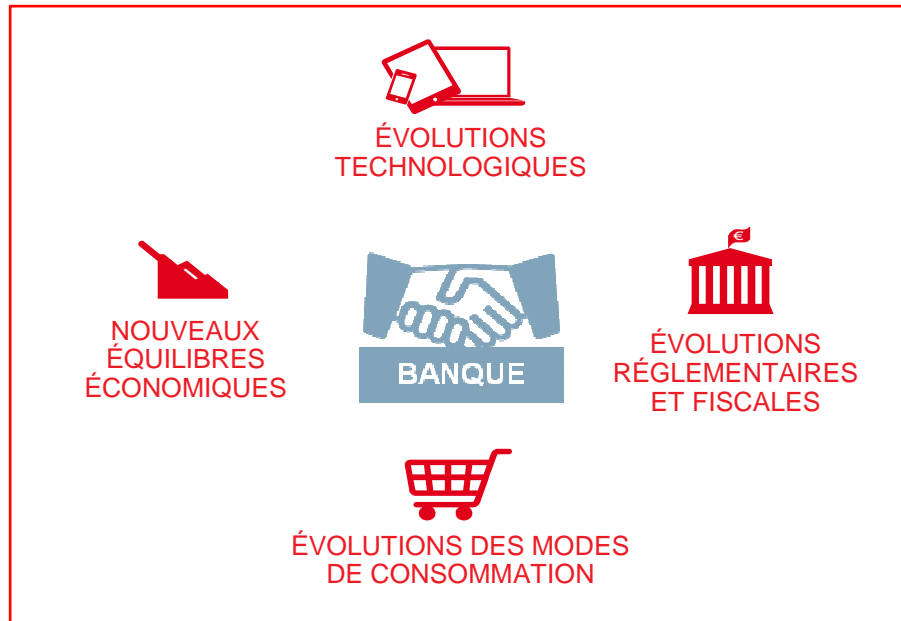 ÉVOLUTIONS
TECHNOLOGIQUES
NOUVEAUX
ÉQUILIBRES
ÉCONOMIQUES
BANQUE
€
ÉVOLUTIONS
RÉGLEMENTAIRES
ET FISCALES
ÉVOLUTIONS DES MODES
DE CONSOMMATION